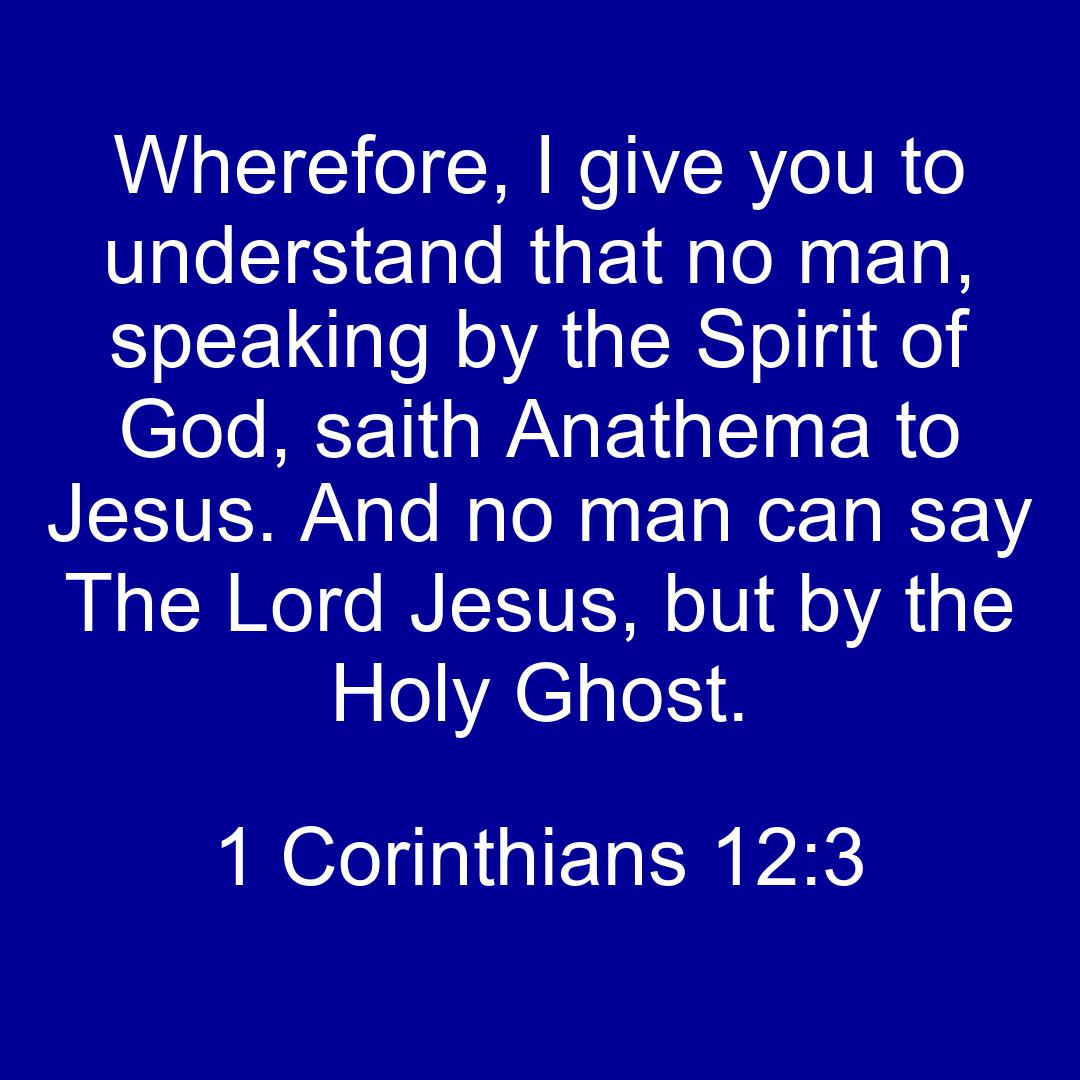 Wherefore, I give you to
understand that no man,
speaking by the Spirit of
God, saith Anathema to
Jesus. And no man can say
The Lord Jesus, but by the
Holy Ghost.
1 Corinthians 12:3